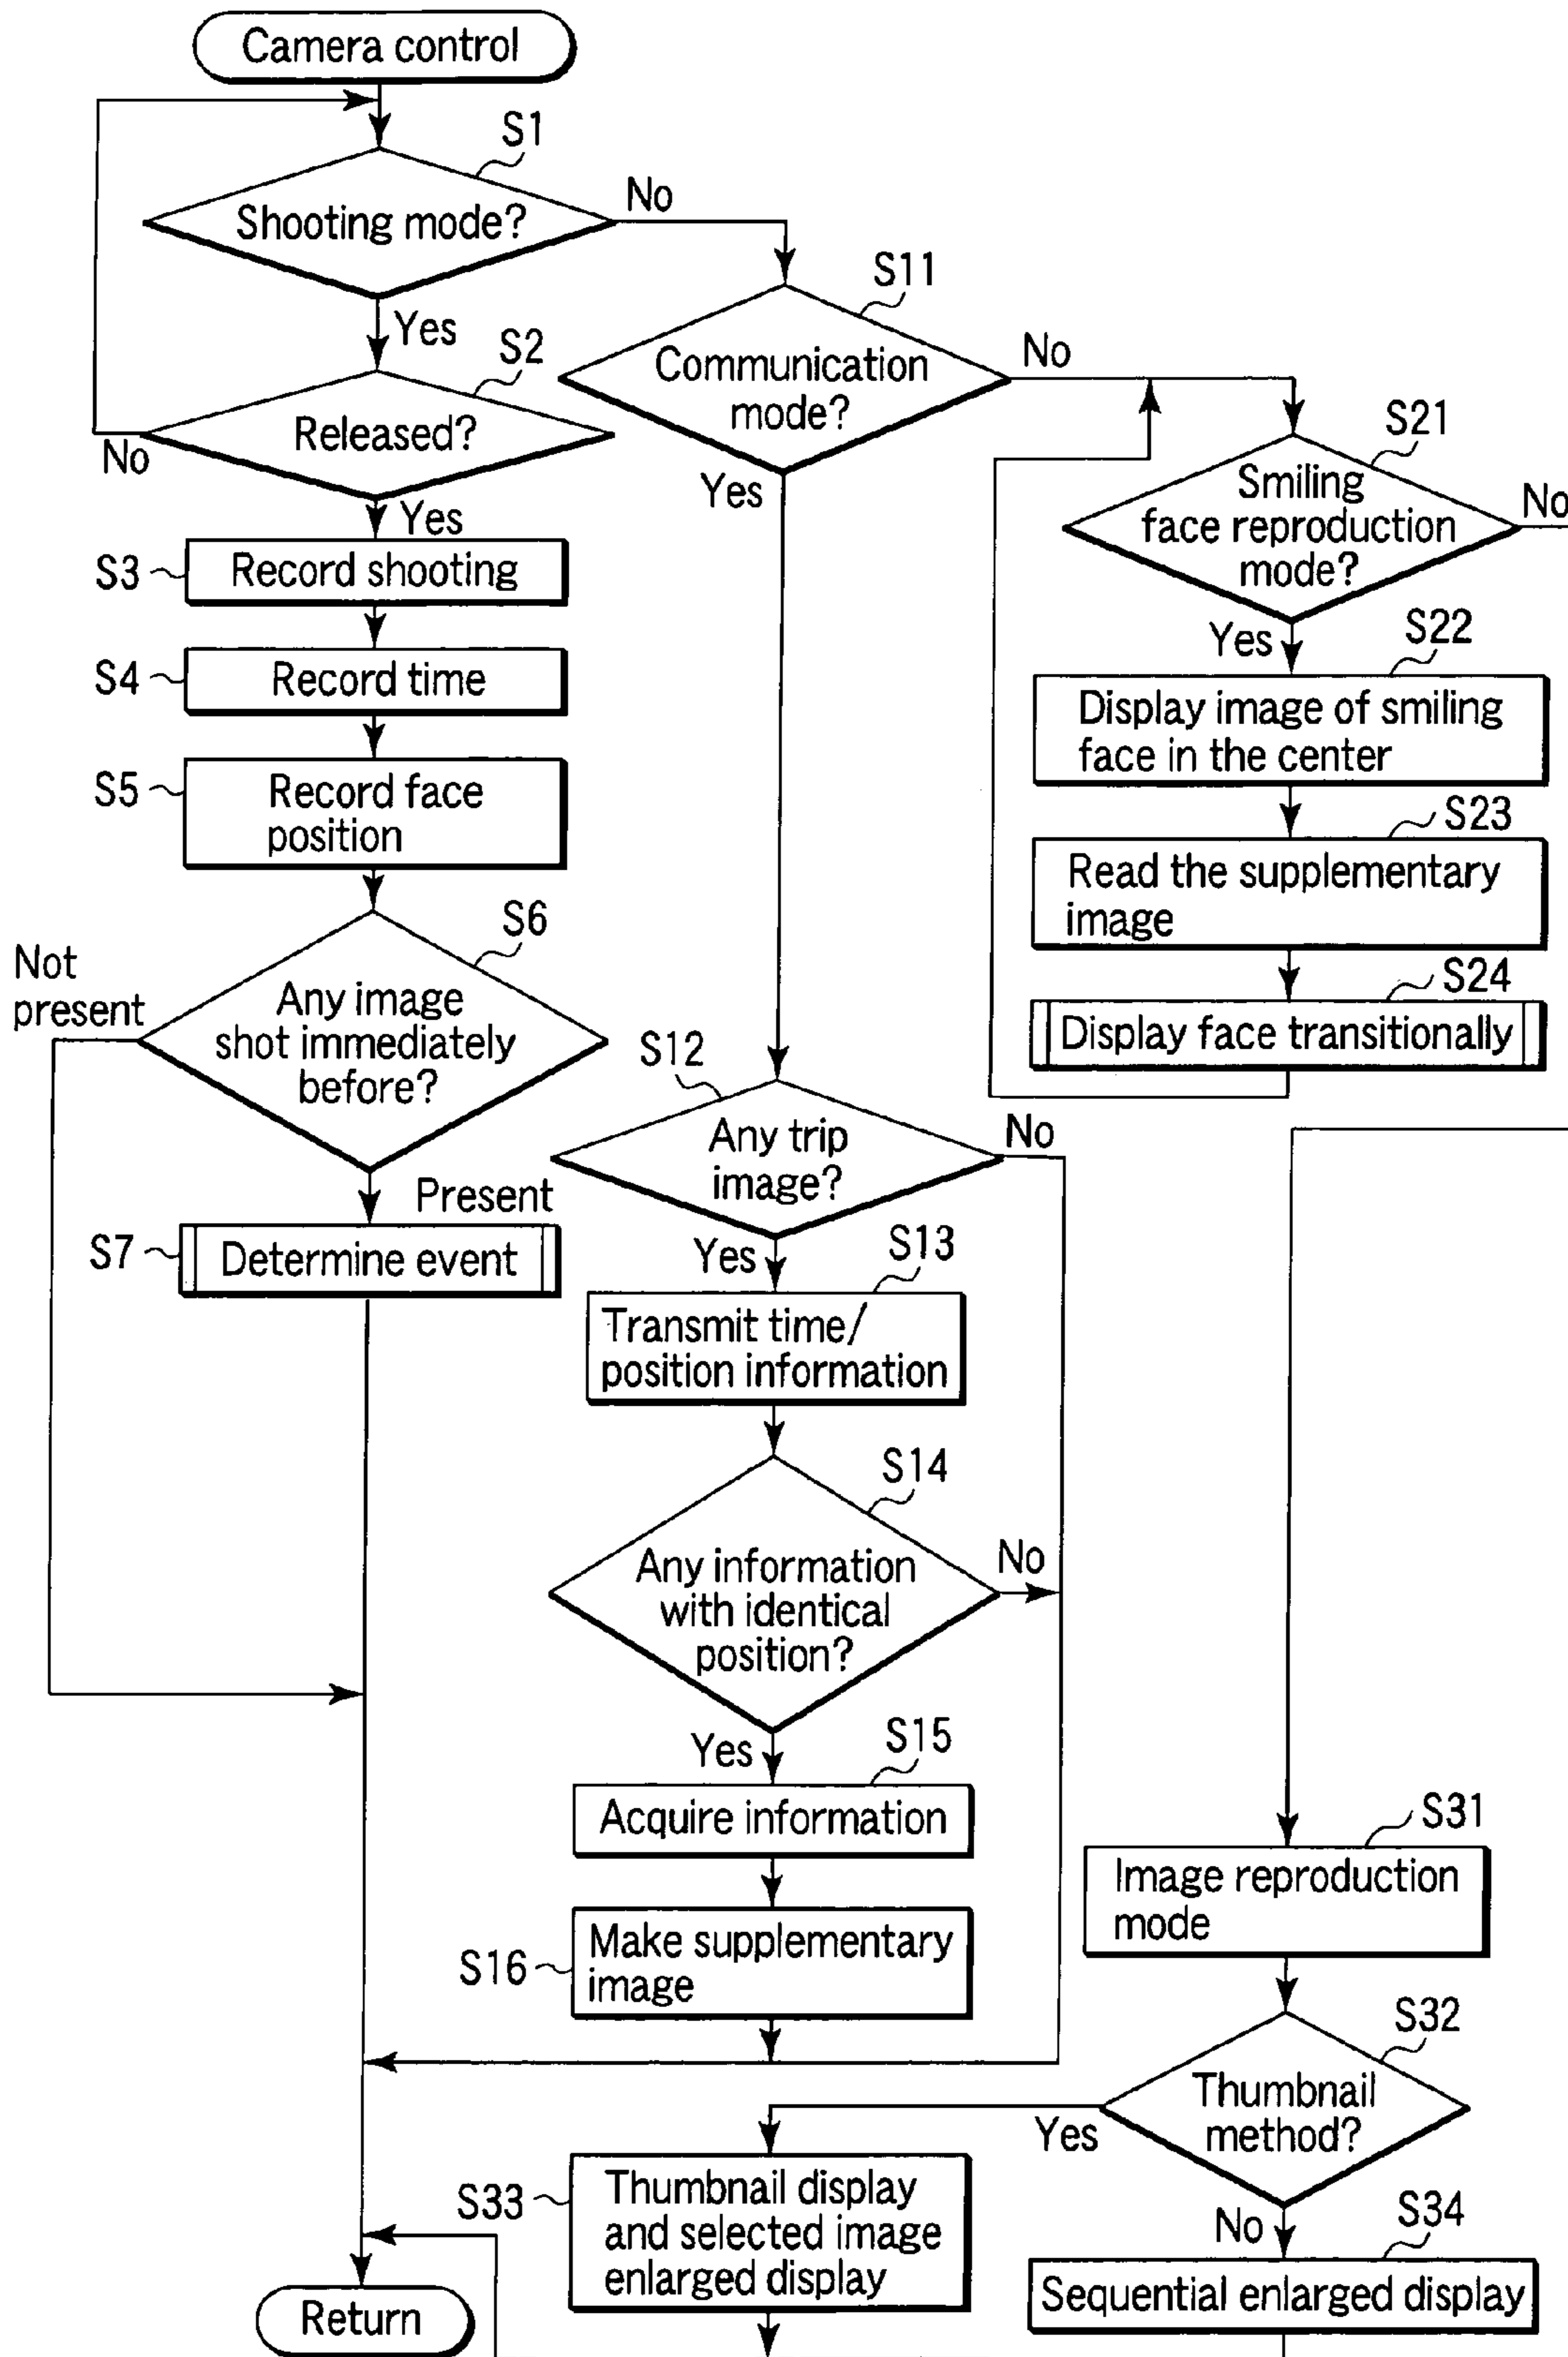 Camera control
S1
Shooting mode?
No
Yes
S2
Released?
No
Yes
S3
Record shooting
S4
Record time
S5
Record face
position
S6
Not
present
Any image
shot immediately
before?
Present
S7
Determine event
S11
Communication
mode?
No
Yes
S12
Any trip
image?
No
Yes
S13
Transmit time/
position information
S14
Any information
with identical
position?
No
Yes
S15
Acquire information
S16
Make supplementary
image
S21
Smiling
face reproduction
mode?
No
Yes
S22
Display image of smiling
face in the center
S23
Read the supplementary
image
S24
Display face transitionally
S31
Image reproduction
mode
S32
Thumbnail
method?
Yes
No
S33
Thumbnail display
and selected image
enlarged display
S34
Sequential enlarged display
Return